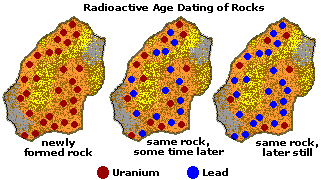 Radioactive Age Dating of Rocks
newly
formed rock
same rock,
some time later
same rock,
later still
Uranium
Lead